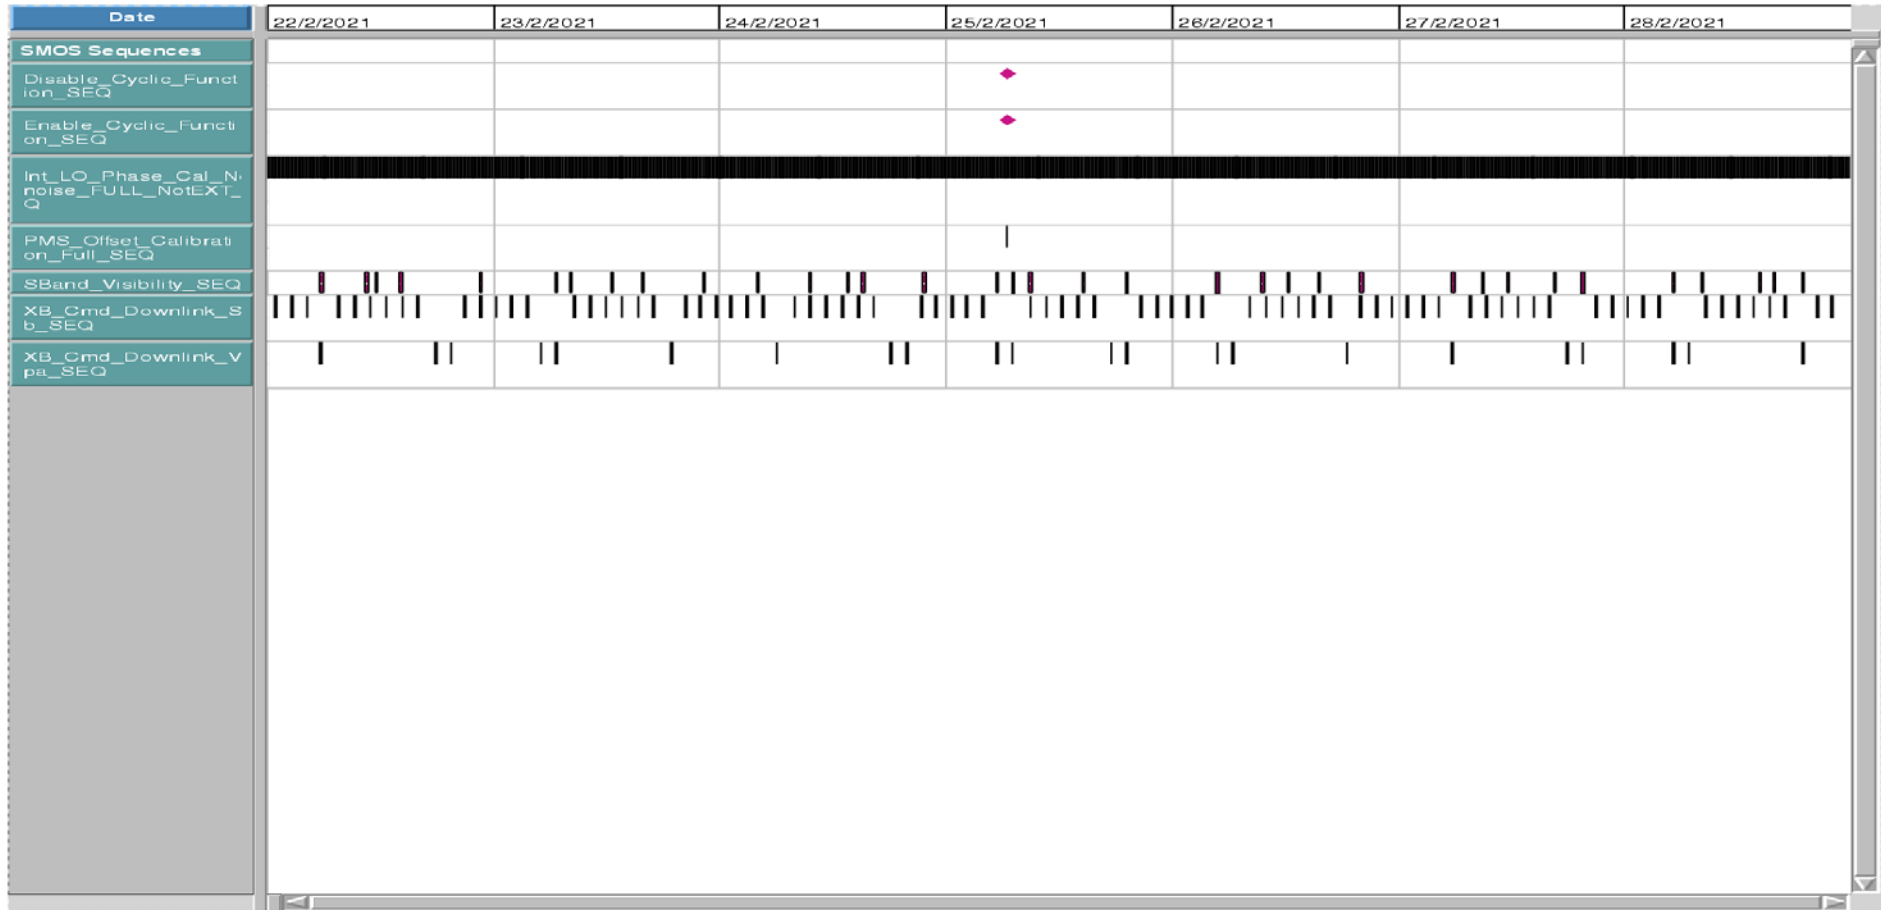 Date
22/2/2021 23/2/2021 24/2/2021 25/2/2021 26/2/2021 27/2/2021 28/2/2021
SMOS Sequences
Disable_Cyclic_Funct
ion_SEQ
Enable_Cyclic_Functi
on_SEQ
Int_LO_Phase_Cal_N
noise_FULL_NotEXT_
Q
PMS_Offset_Calibrati
on_Full_SEQ
SBand_Visibility_SEQ
XB_Cmd_Downlink_S
b_SEQ
XB_Cmd_Downlink_V
pa_SEQ